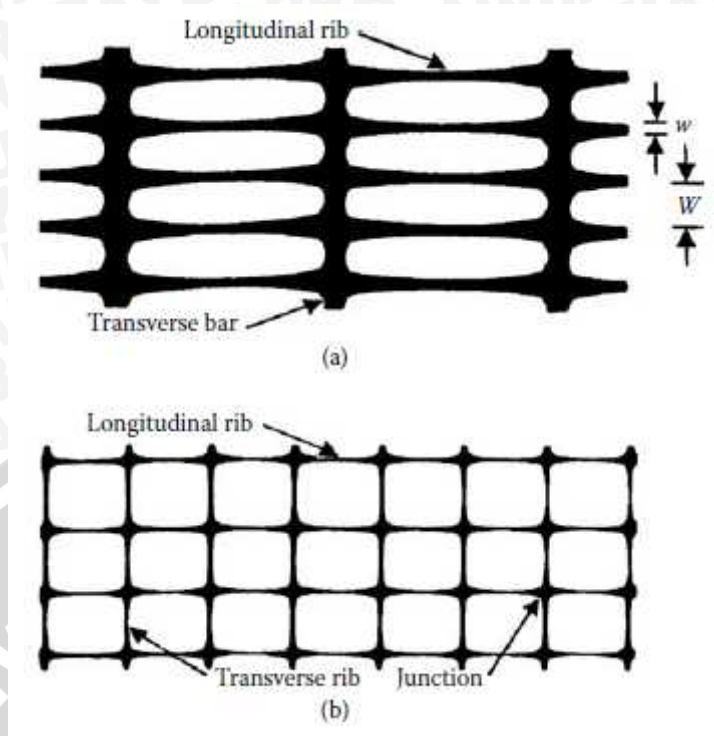 Longitudinal rib
w
W
Transverse bar
(a)
Longitudinal rib
Transverse rib Junction
(b)